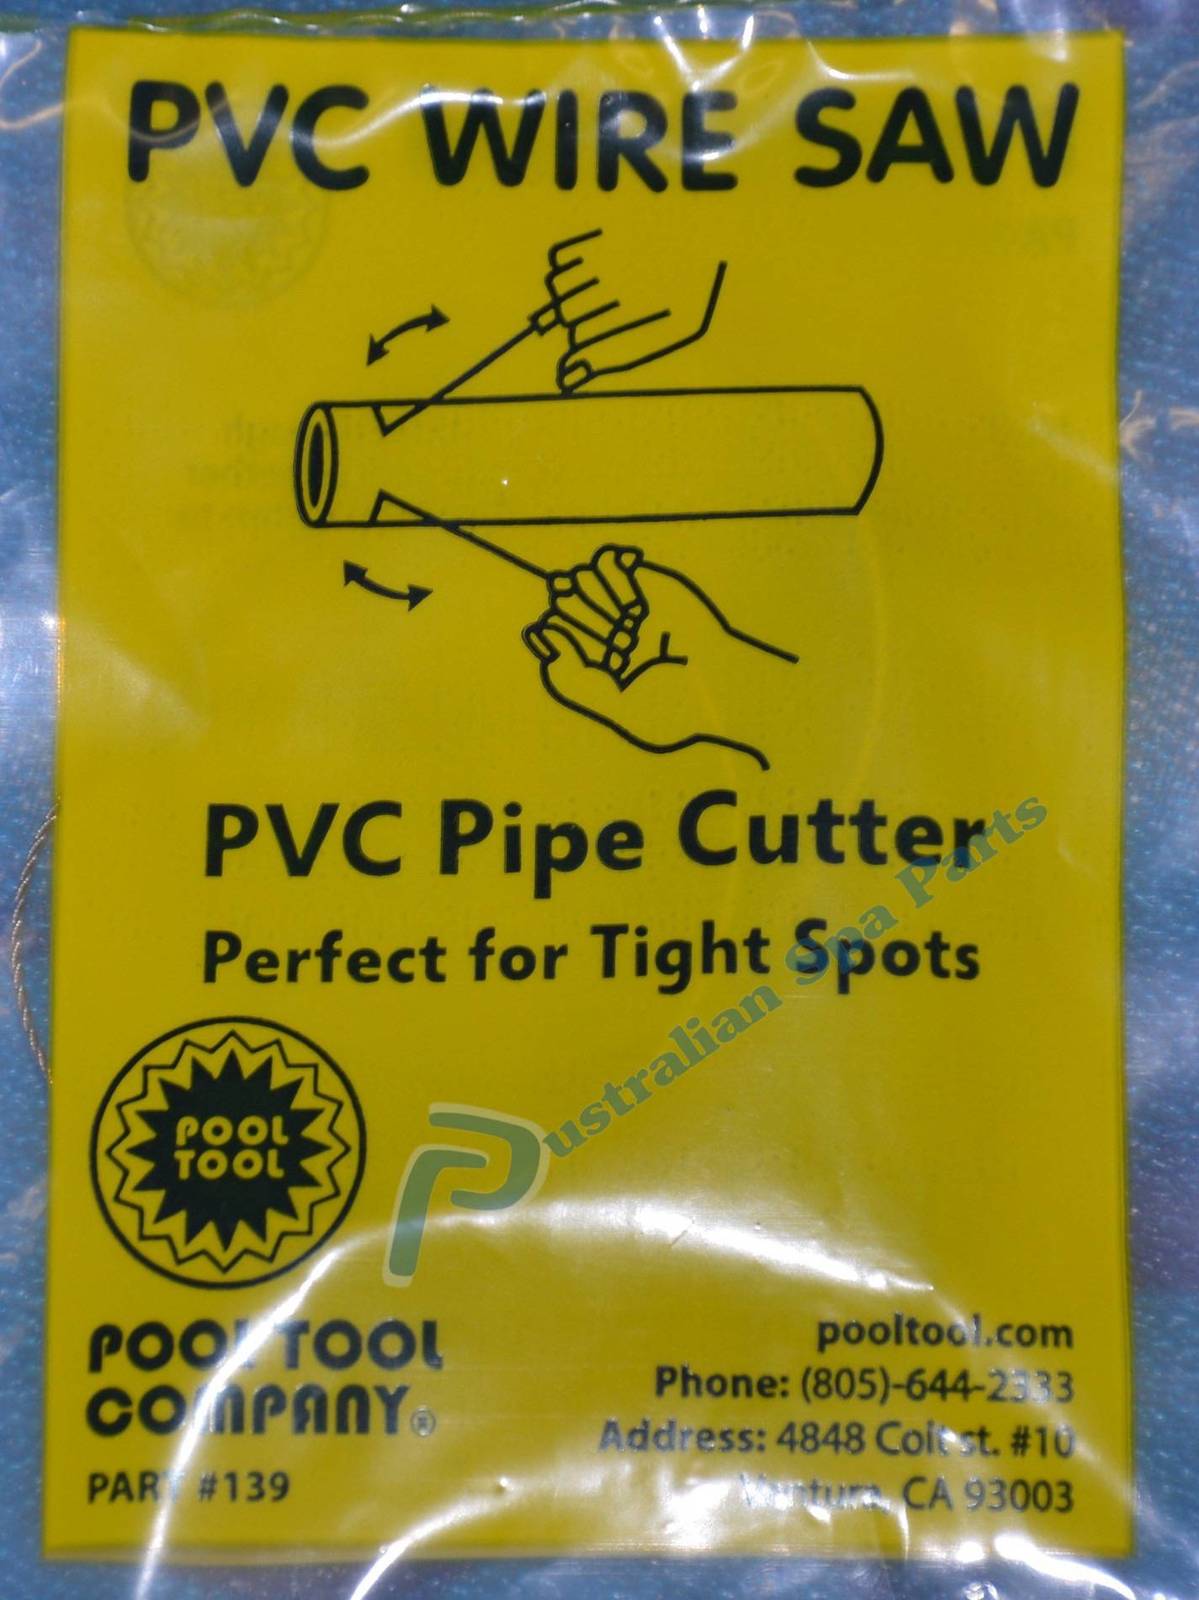 PVC WIRE SAW
PVC Pipe Cutter
Perfect for Tight Spots
Australian Spa Parts
POOL
TOOL
POOL TOOL
COMPANY®
PART #139
pooltool.com
Phone: (805)-644-2333
Address: 4848 Colt st. #10
Ventura, CA 93003